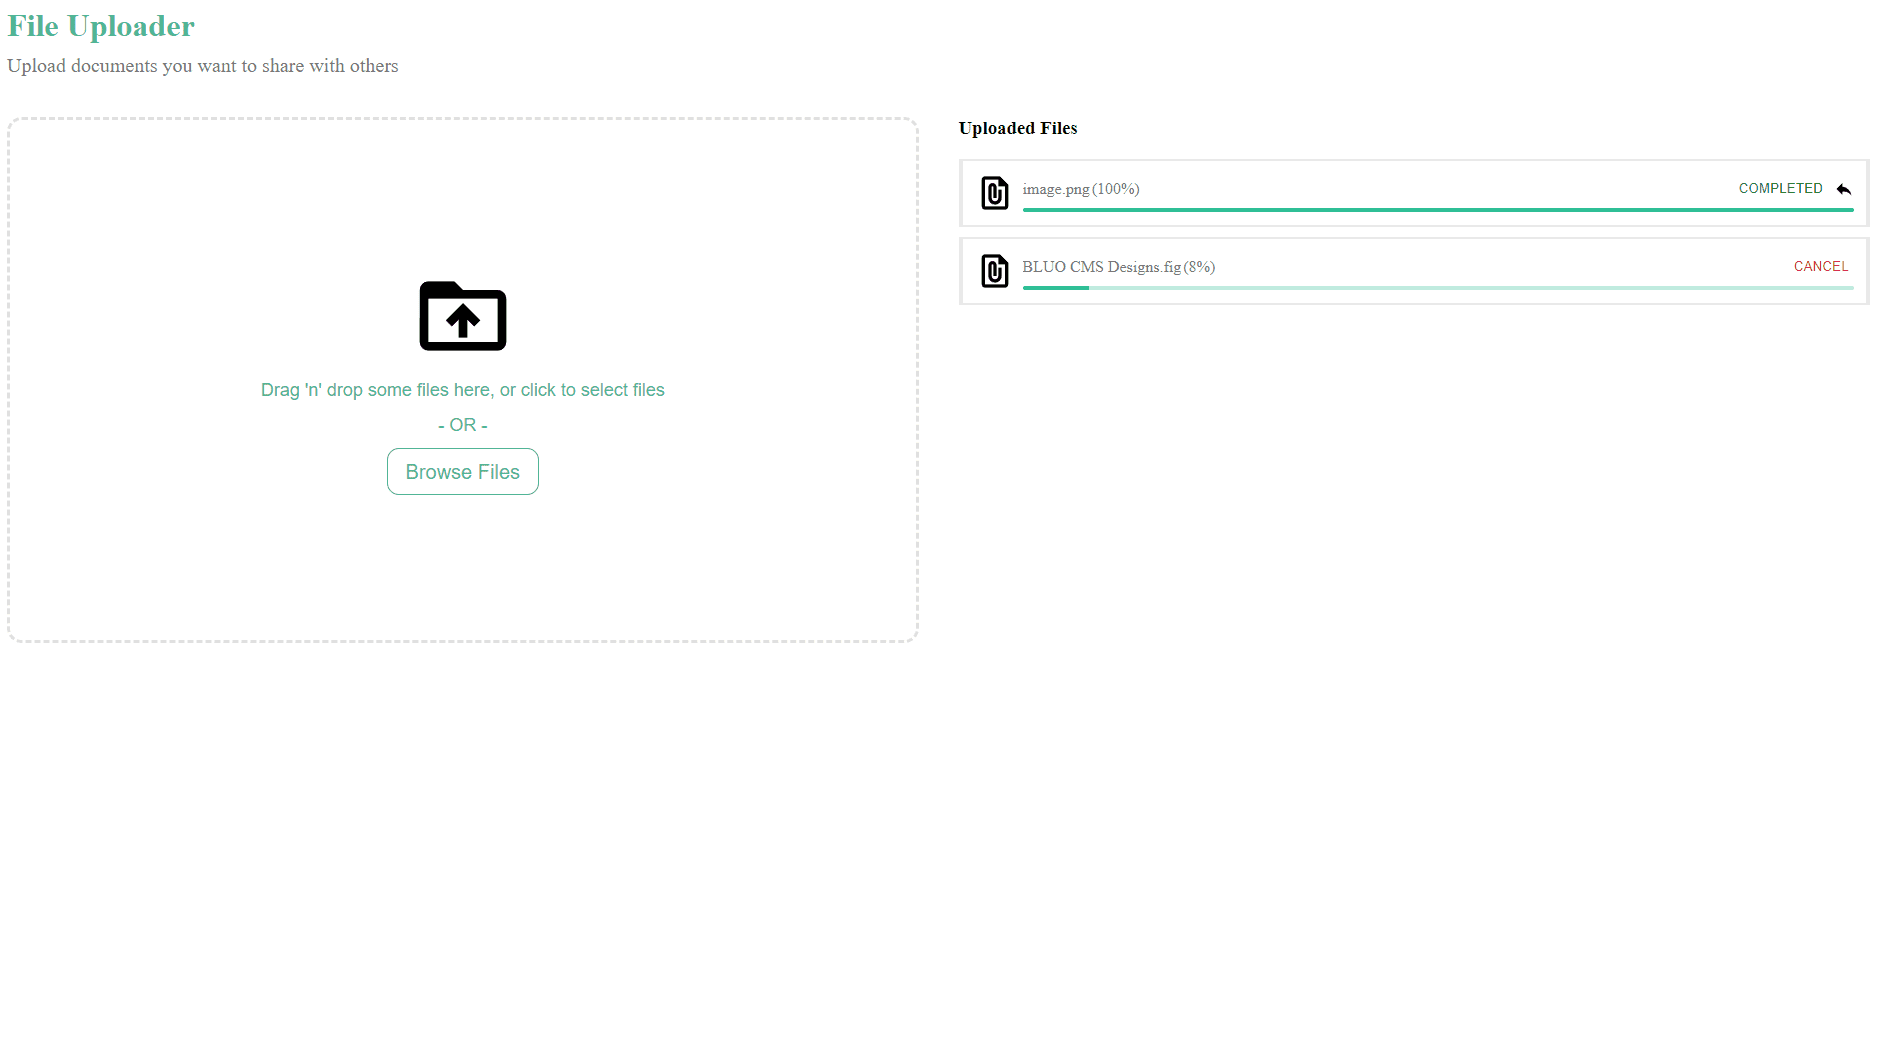 File Uploader
Upload documents you want to share with others
Drag 'n' drop some files here, or click to select files
- OR -
Browse Files
Uploaded Files
image.png (100%) COMPLETED
BLUO CMS Designs.fig (8%) CANCEL